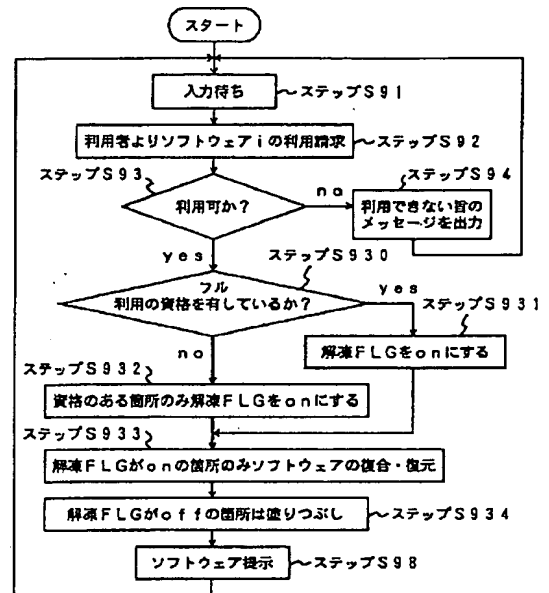 スタート
入力待ち
ステップS91
利用者よりソフトウェアiの利用請求
ステップS92
ステップS93
利用可か？
no
ステップS94
利用できない旨の
メッセージを出力
yes
ステップS930
フル
利用の資格を有しているか？
yes
ステップS931
解凍FLGをonにする
no
ステップS932
資格のある箇所のみ解凍FLGをonにする
ステップS933
解凍FLGがonの箇所のみソフトウェアの復合・復元
解凍FLGがoffの箇所は塗りつぶし
ステップS934
ソフトウェア提示
ステップS98